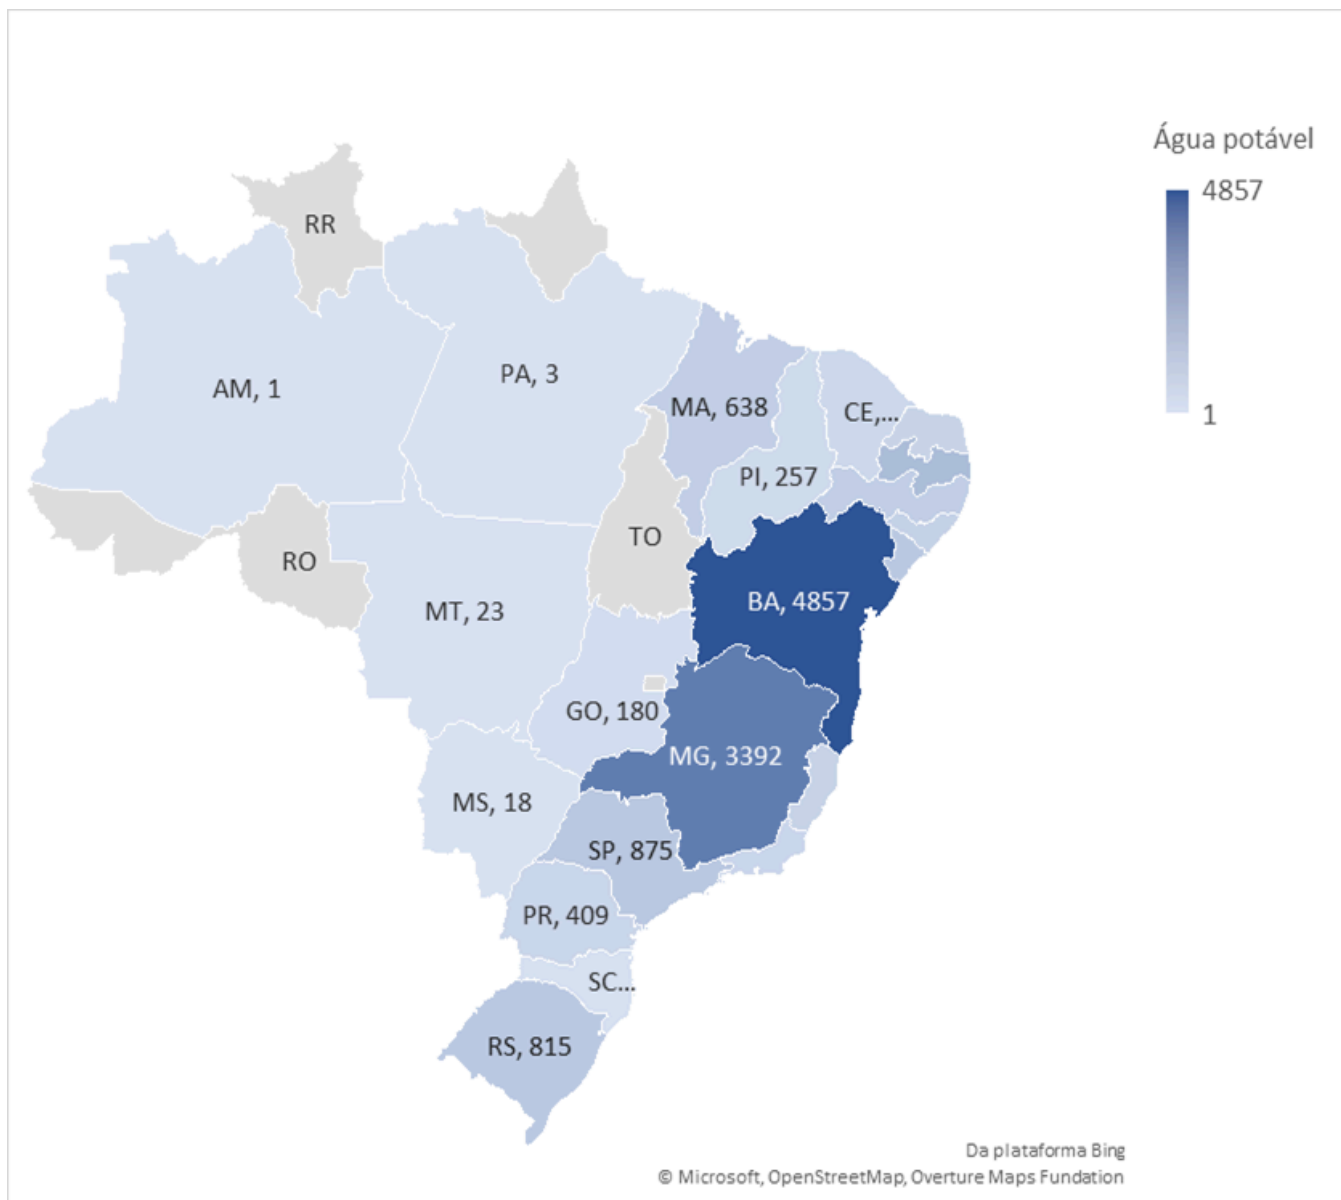 Água potável
4857
1
RR
AM, 1
PA, 3
MA, 638
CE,...
PI, 257
TO
RO
BA, 4857
MT, 23
GO, 180
MG, 3392
MS, 18
SP, 875
PR, 409
SC...
RS, 815
Da plataforma Bing
© Microsoft, OpenStreetMap, Overture Maps Fundation